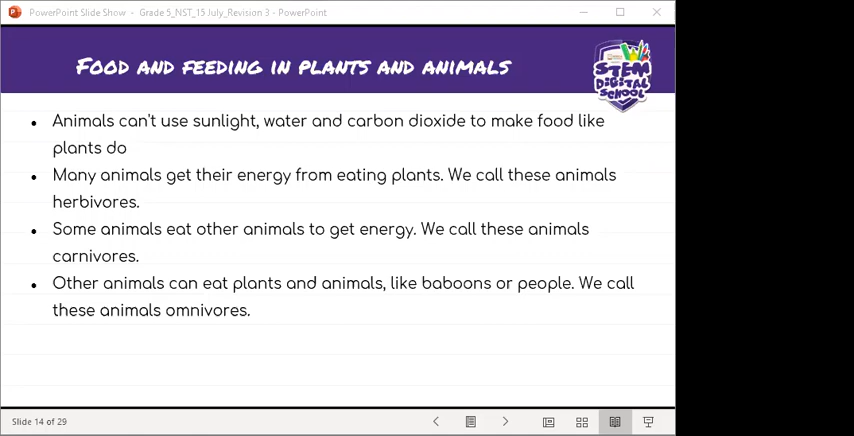 PowerPoint Slide Show - Grade 5_NST_15 July_Revision 3 - PowerPoint
FOOD AND FEEDING IN PLANTS AND ANIMALS
STEM
DIGITAL
SCHOOL
• Animals can't use sunlight, water and carbon dioxide to make food like
plants do
• Many animals get their energy from eating plants. We call these animals
herbivores.
• Some animals eat other animals to get energy. We call these animals
carnivores.
• Other animals can eat plants and animals, like baboons or people. We call
these animals omnivores.
Slide 14 of 29